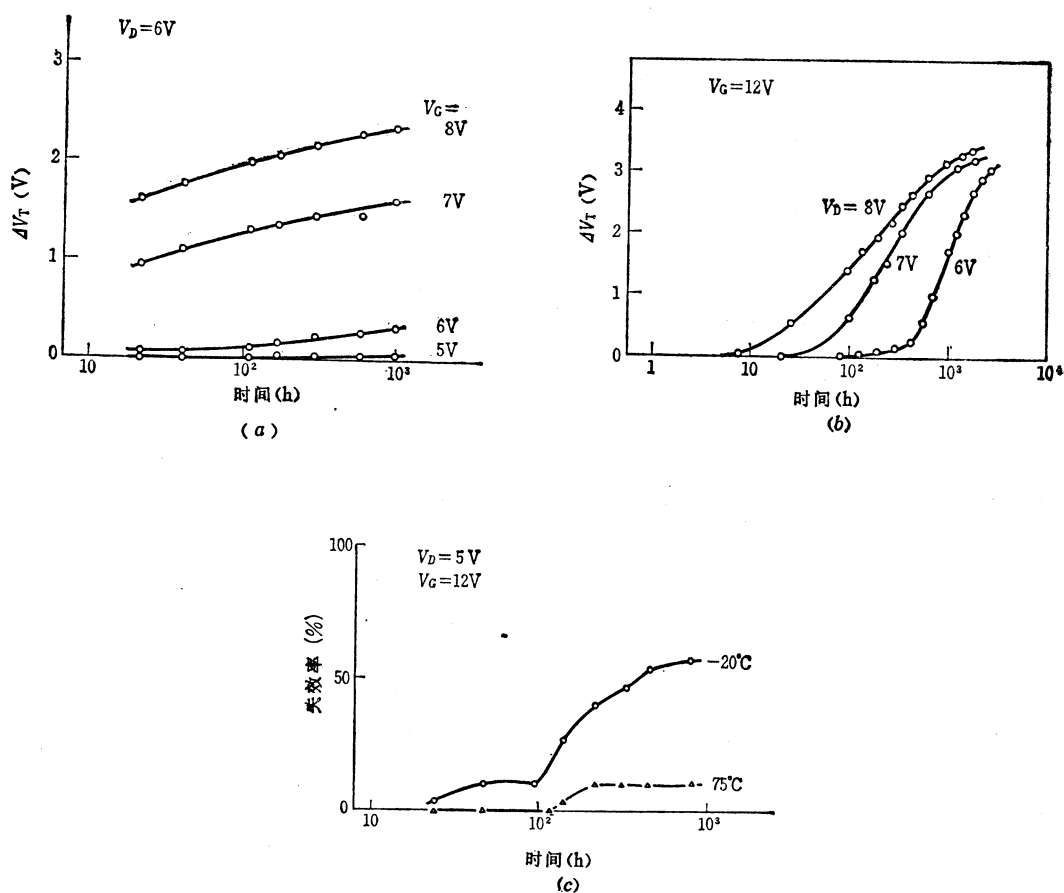 V_D=6V
3
2
1
0
ΔV_T (V)
V_G=
8V
7V
6V
5V
10
10²
10³
时间(h)
(a)
V_G=12V
4
3
2
1
0
ΔV_T (V)
V_D=8V
7V
6V
1
10
10²
10³
10⁴
时间(h)
(b)
100
50
0
失效率(%)
V_D=5V
V_G=12V
-20℃
75℃
10
10²
10³
时间(h)
(c)